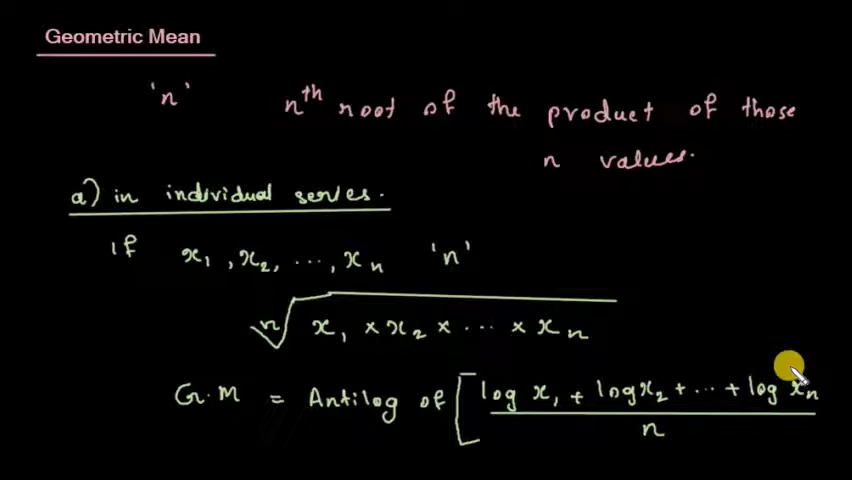 Geometric Mean
'n' nth root of the product of those
n values.
a) in individual series.
If x₁, x₂, ..., xₙ 'n'
ⁿ√ x₁ × x₂ × ... × xₙ
G.M = Antilog of [ log x₁ + log x₂ + ... + log xₙ
n